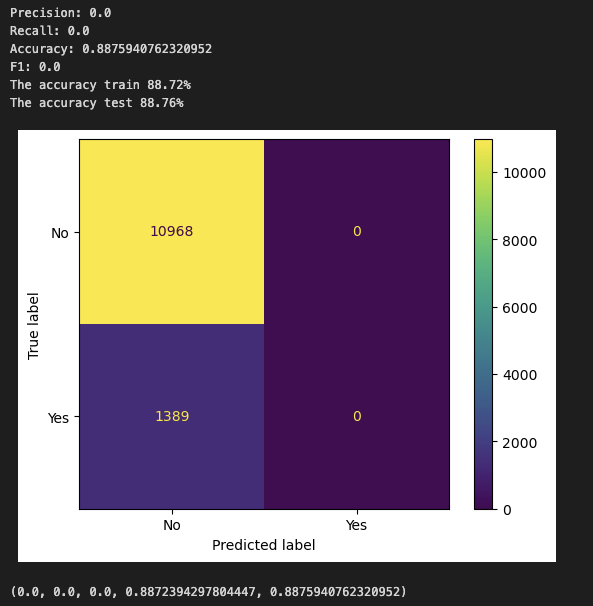 Precision: 0.0
Recall: 0.0
Accuracy: 0.8875940762320952
F1: 0.0
The accuracy train 88.72%
The accuracy test 88.76%
10000
8000
6000
4000
2000
0
True label
No
10968
0
Yes
1389
0
No
Yes
Predicted label
(0.0, 0.0, 0.0, 0.8872394297804447, 0.8875940762320952)